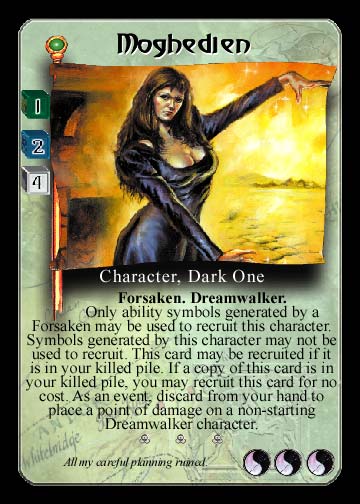 Moghedien
1
2
4
Character, Dark One
Forsaken. Dreamwalker.
Only ability symbols generated by a
Forsaken may be used to recruit this character.
Symbols generated by this character may not be
used to recruit. This card may be recruited if it
is in your killed pile. If a copy of this card is in
your killed pile, you may recruit this card for no
cost. As an event, discard from your hand to
place a point of damage on a non-starting
Dreamwalker character.
Whitebridge
All my careful planning ruined.